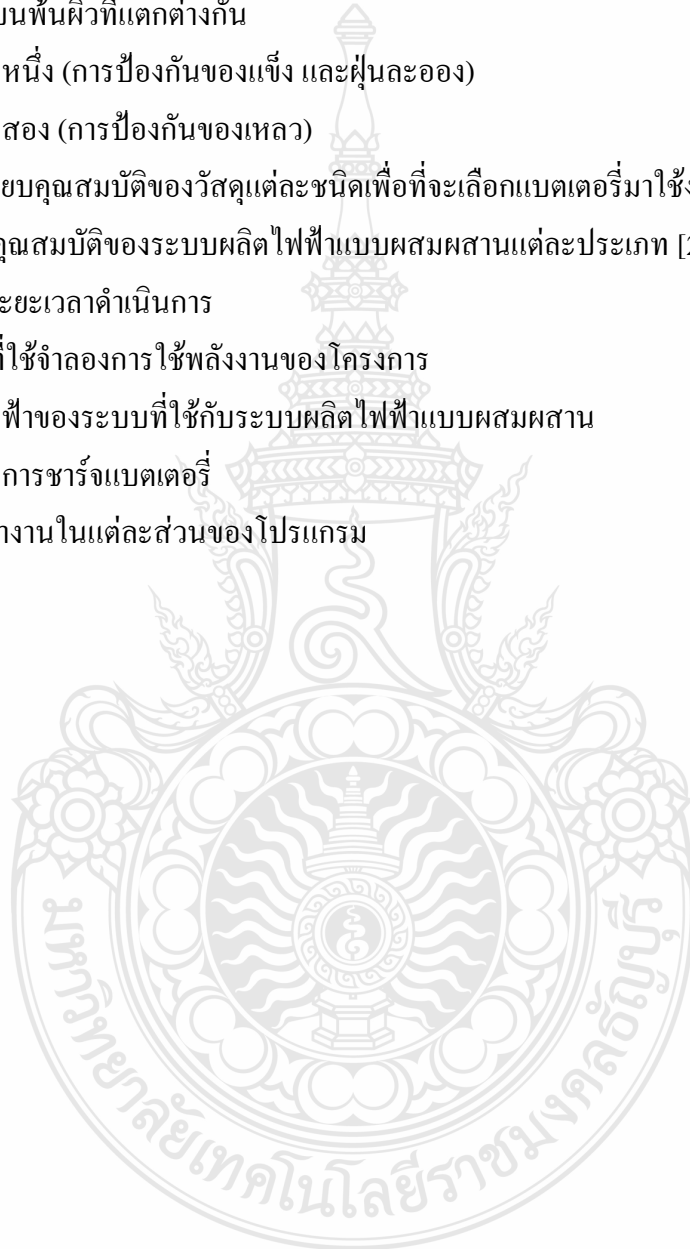 บนพื้นผิวที่แตกต่างกัน
หนึ่ง (การป้องกันของแข็ง และฝุ่นละออง)
สอง (การป้องกันของเหลว)
ยบคุณสมบัติของวัสดุแต่ละชนิดเพื่อที่จะเลือกแบตเตอรี่มาใช้ง
คุณสมบัติของระบบผลิตไฟฟ้าแบบผสมผสานแต่ละประเภท [2
ระยะเวลาดำเนินการ
ที่ใช้จำลองการใช้พลังงานของโครงการ
ฟ้าของระบบที่ใช้กับระบบผลิตไฟฟ้าแบบผสมผสาน
การชาร์จแบตเตอรี่
ำงานในแต่ละส่วนของโปรแกรม
มหาวิทยาลัยเทคโนโลยีราชมงคลธัญบุรี